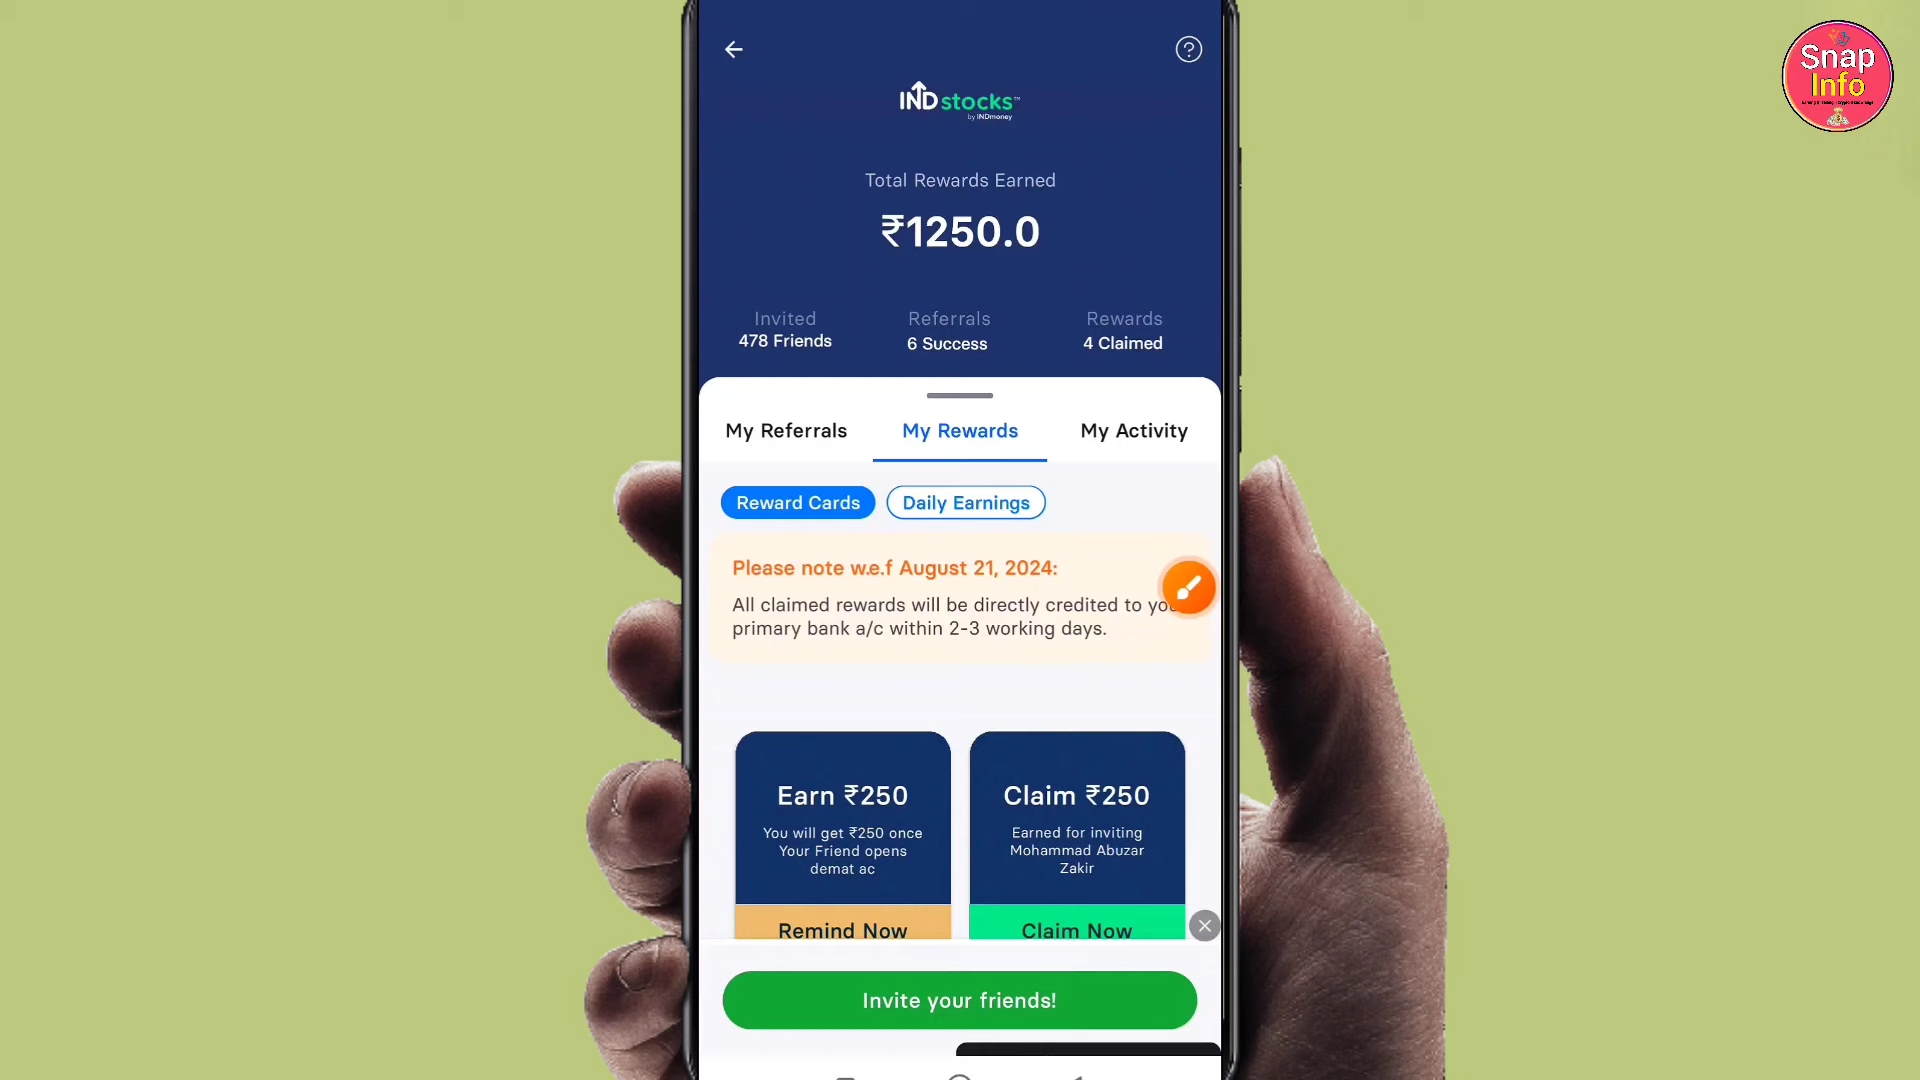 Snap
Info
INDstocks™
by INDmoney
Total Rewards Earned
₹1250.0
Invited
478 Friends
Referrals
6 Success
Rewards
4 Claimed
My Referrals
My Rewards
My Activity
Reward Cards
Daily Earnings
Please note w.e.f August 21, 2024:
All claimed rewards will be directly credited to
primary bank a/c within 2-3 working days.
Earn ₹250
You will get ₹250 once
Your Friend opens
demat ac
Remind Now
Claim ₹250
Earned for inviting
Mohammad Abuzar
Zakir
Claim Now
Invite your friends!